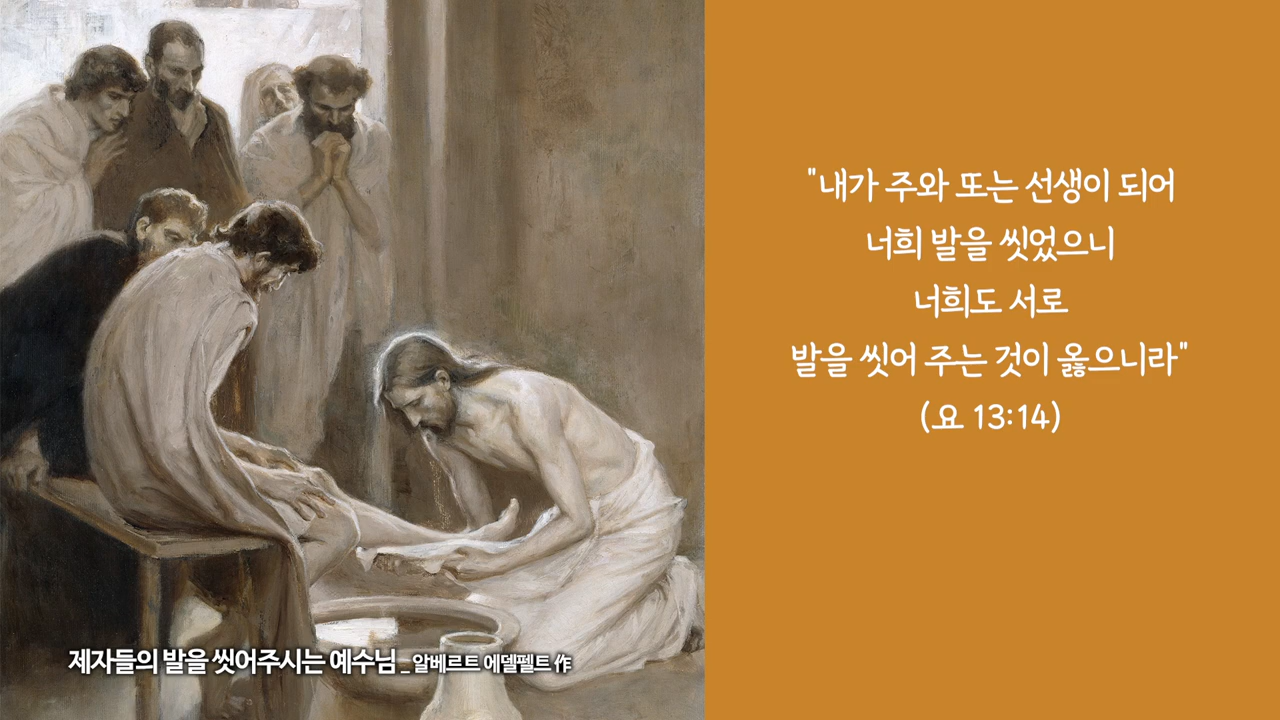 "내가 주와 또는 선생이 되어
너희 발을 씻었으니
너희도 서로
발을 씻어 주는 것이 옳으니라"
(요 13:14)
제자들의 발을 씻어주시는 예수님 _ 알베르트 에델펠트 作